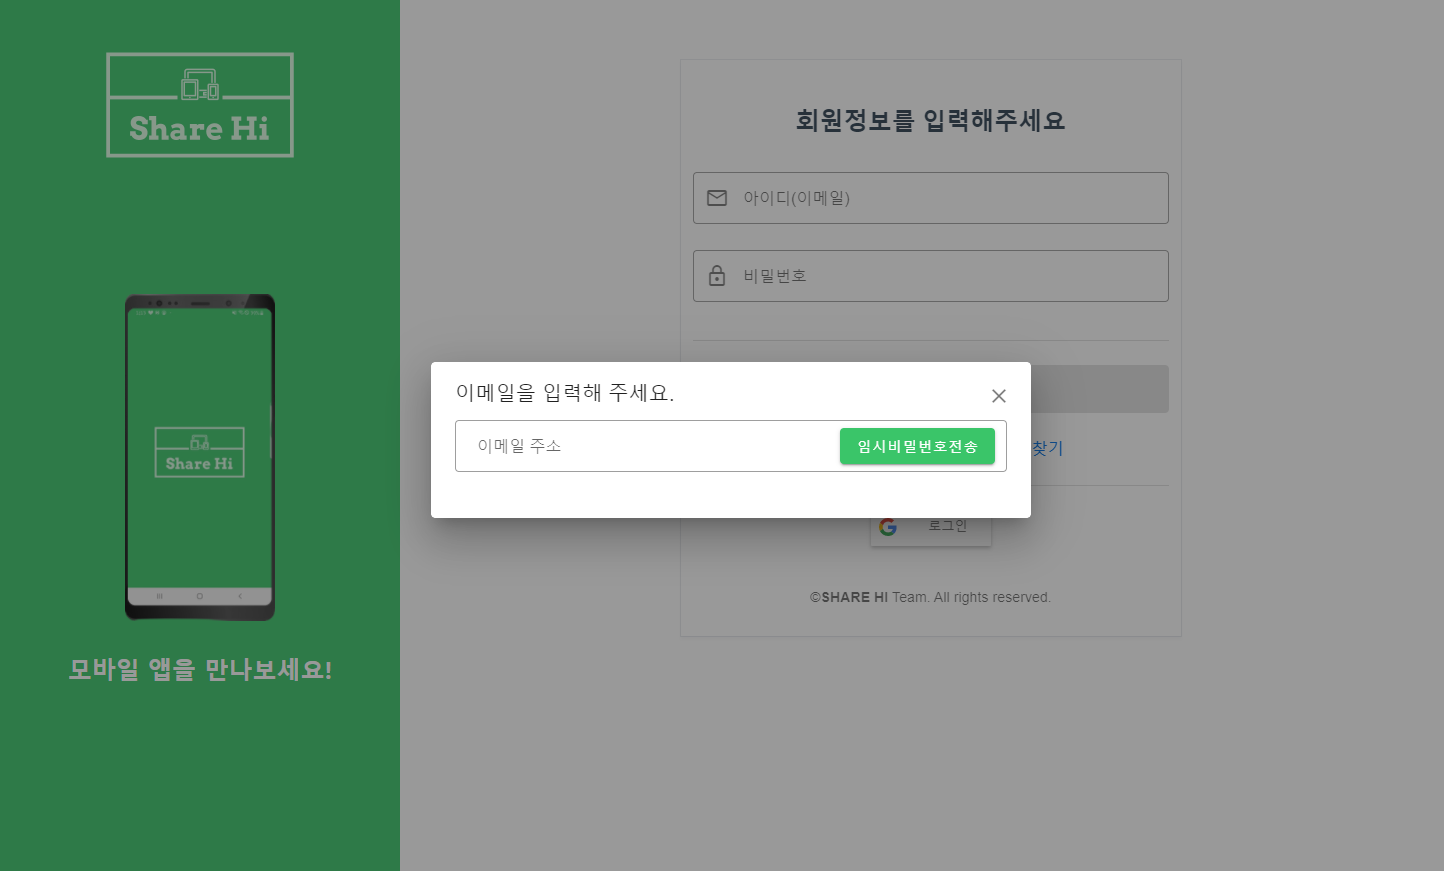 Share Hi
Share Hi
모바일 앱을 만나보세요!
회원정보를 입력해주세요
아이디(이메일)
비밀번호
이메일을 입력해 주세요.
이메일 주소
임시비밀번호전송
찾기
로그인
©SHARE HI Team. All rights reserved.